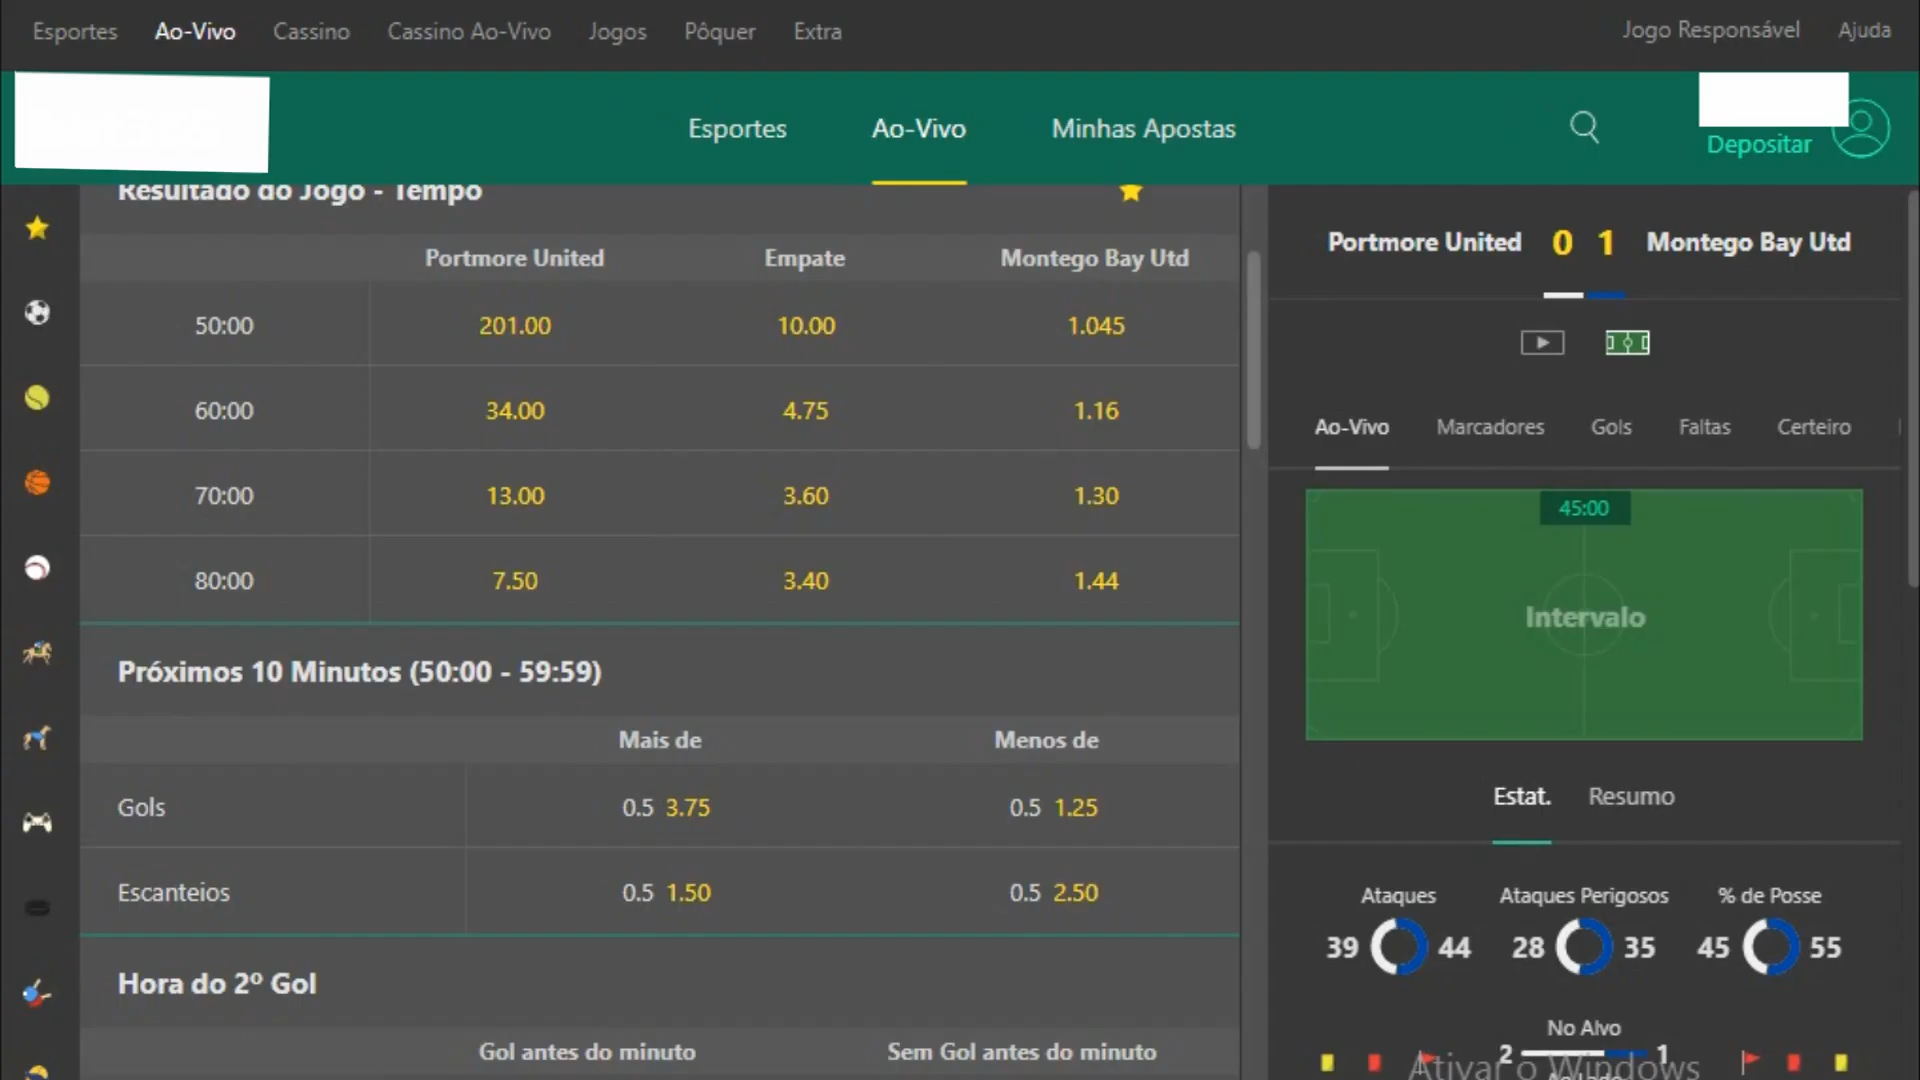 Esportes Ao-Vivo Cassino Cassino Ao-Vivo Jogos Pôquer Extra Jogo Responsável Ajuda
Esportes Ao-Vivo Minhas Apostas Depositar
Resultado do Jogo - Tempo
Portmore United Empate Montego Bay Utd
50:00 201.00 10.00 1.045
60:00 34.00 4.75 1.16
70:00 13.00 3.60 1.30
80:00 7.50 3.40 1.44
Próximos 10 Minutos (50:00 - 59:59)
Mais de Menos de
Gols 0.5 3.75 0.5 1.25
Escanteios 0.5 1.50 0.5 2.50
Hora do 2º Gol
Gol antes do minuto Sem Gol antes do minuto
Portmore United 0 1 Montego Bay Utd
Ao-Vivo Marcadores Gols Faltas Certeiro
45:00
Intervalo
Estat. Resumo
Ataques Ataques Perigosos % de Posse
39 44 28 35 45 55
No Alvo
2 1
Ativar o Windows